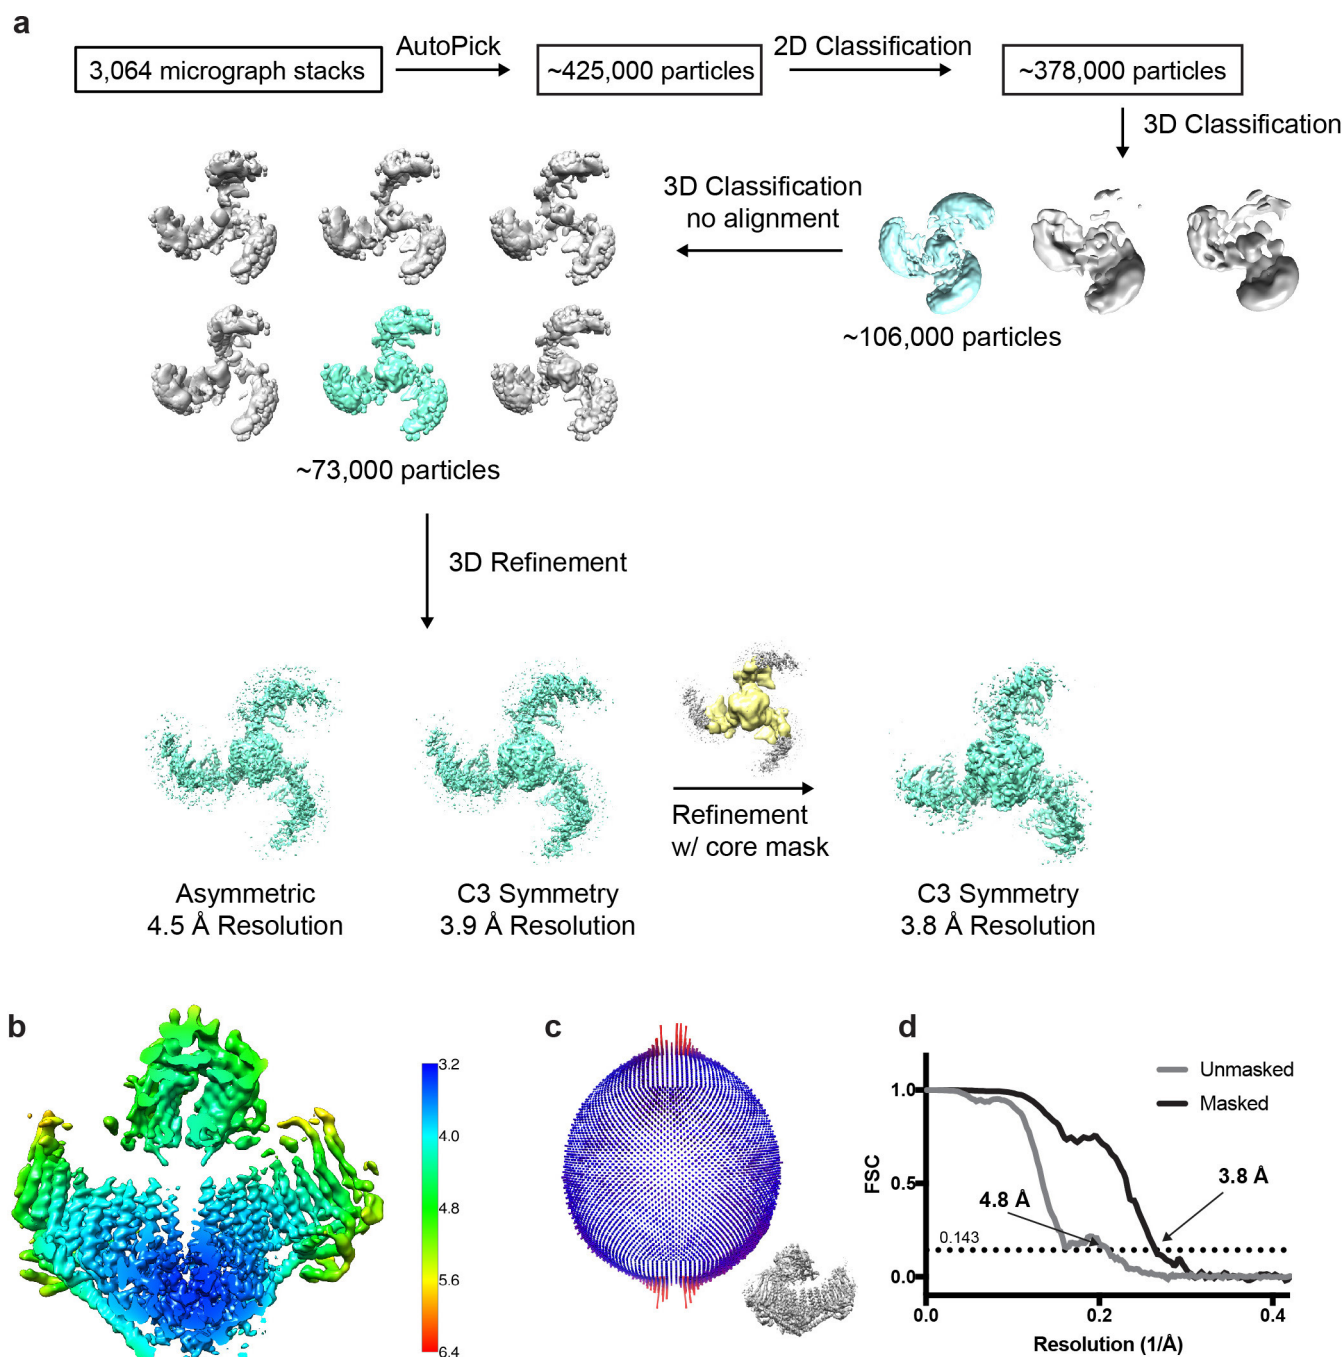 a
3,064 micrograph stacks
AutoPick
~425,000 particles
2D Classification
~378,000 particles
3D Classification
3D Classification
no alignment
~106,000 particles
~73,000 particles
3D Refinement
Refinement
w/ core mask
Asymmetric
4.5 Å Resolution
C3 Symmetry
3.9 Å Resolution
C3 Symmetry
3.8 Å Resolution
b
3.2
4.0
4.8
5.6
6.4
c
d
Unmasked
Masked
1.0
0.5
0.0
FSC
4.8 Å
3.8 Å
0.143
0.0
0.2
0.4
Resolution (1/Å)